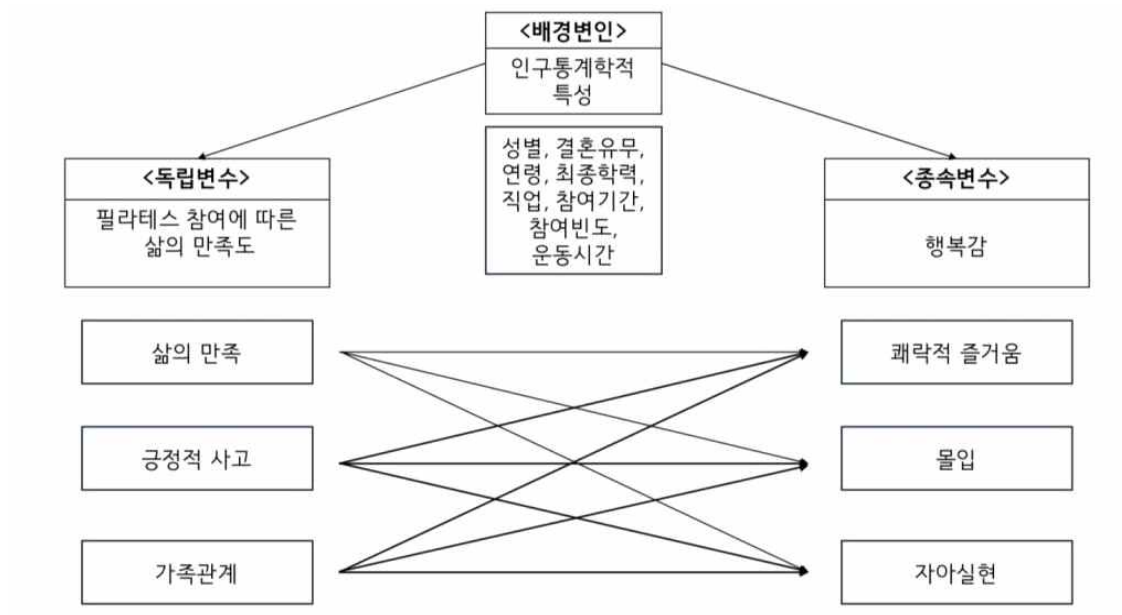 <배경변인>
인구통계학적
특성
성별, 결혼유무,
연령, 최종학력,
직업, 참여기간,
참여빈도,
운동시간
<독립변수>
필라테스 참여에 따른
삶의 만족도
<종속변수>
행복감
삶의 만족
쾌락적 즐거움
긍정적 사고
몰입
가족관계
자아실현